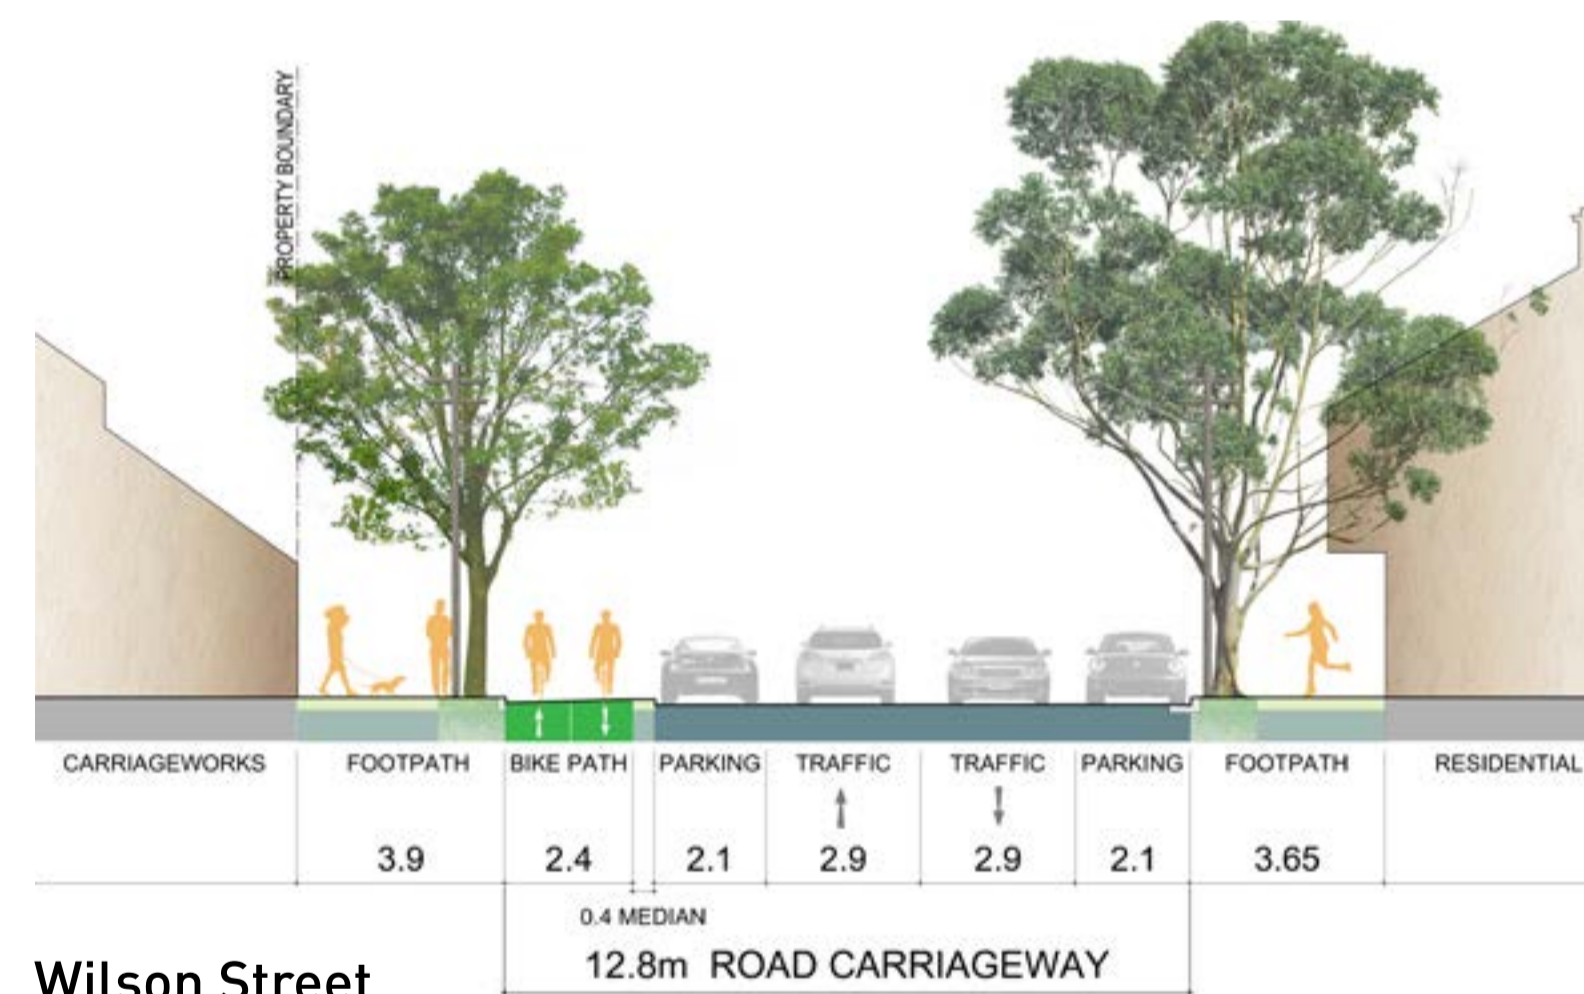 PROPERTY BOUNDARY
CARRIAGEWORKS FOOTPATH BIKE PATH PARKING TRAFFIC TRAFFIC PARKING FOOTPATH RESIDENTIAL
3.9 2.4 2.1 2.9 2.9 2.1 3.65
0.4 MEDIAN
12.8m ROAD CARRIAGEWAY
Wilson Street